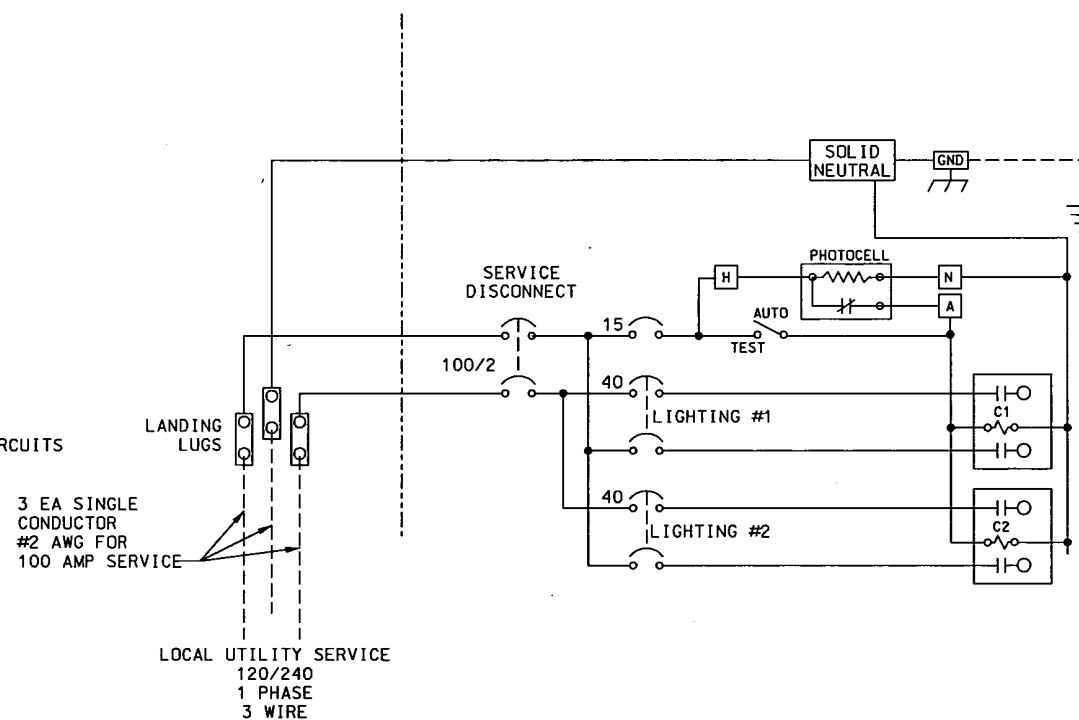 SOLID
NEUTRAL
GND
PHOTOCELL
SERVICE
DISCONNECT
H
N
A
AUTO
TEST
15
100/2
40
LIGHTING #1
C1
LANDING
LUGS
RCUITS
40
LIGHTING #2
C2
3 EA SINGLE
CONDUCTOR
#2 AWG FOR
100 AMP SERVICE
LOCAL UTILITY SERVICE
120/240
1 PHASE
3 WIRE